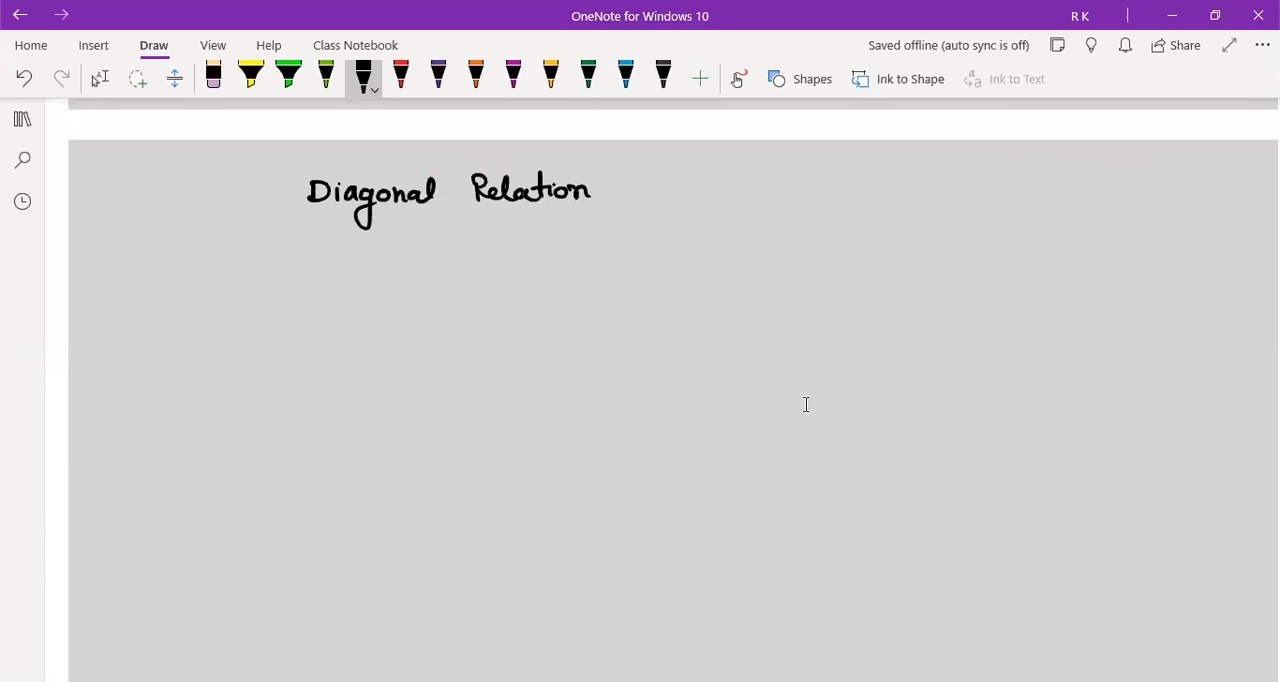 OneNote for Windows 10
R K
Home Insert Draw View Help Class Notebook
Saved offline (auto sync is off) Share
Shapes Ink to Shape Ink to Text
Diagonal Relation